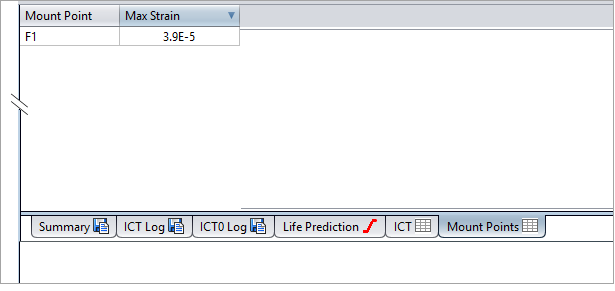 Mount Point Max Strain
F1 3.9E-5
Summary ICT Log ICT0 Log Life Prediction ICT Mount Points